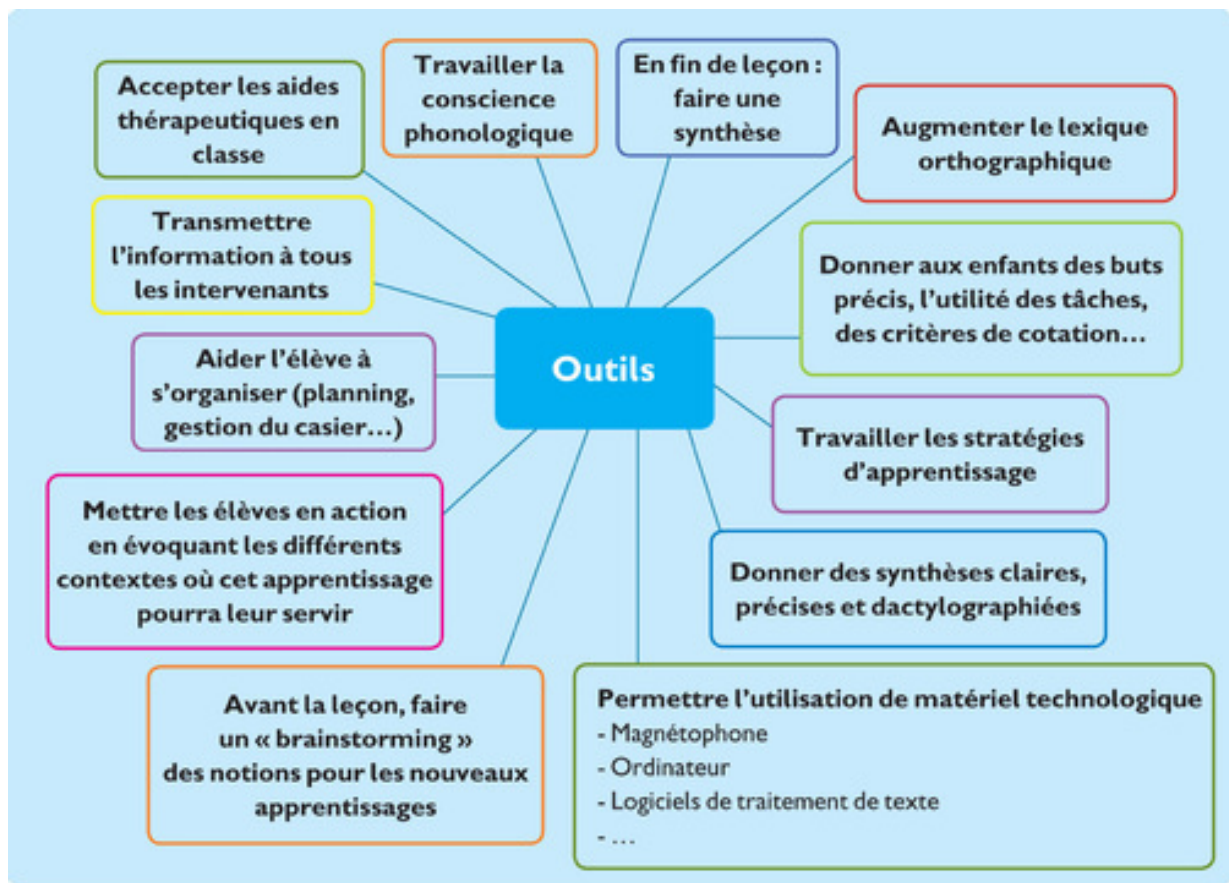 Accepter les aides
thérapeutiques en
classe
Travailler la
conscience
phonologique
En fin de leçon :
faire une
synthèse
Augmenter le lexique
orthographique
Transmettre
l’information à tous
les intervenants
Donner aux enfants des buts
précis, l’utilité des tâches,
des critères de cotation…
Outils
Aider l’élève à
s’organiser (planning,
gestion du casier…)
Travailler les stratégies
d’apprentissage
Mettre les élèves en action
en évoquant les différents
contextes où cet apprentissage
pourra leur servir
Donner des synthèses claires,
précises et dactylographiées
Avant la leçon, faire
un « brainstorming »
des notions pour les nouveaux
apprentissages
Permettre l’utilisation de matériel technologique
- Magnétophone
- Ordinateur
- Logiciels de traitement de texte
- …